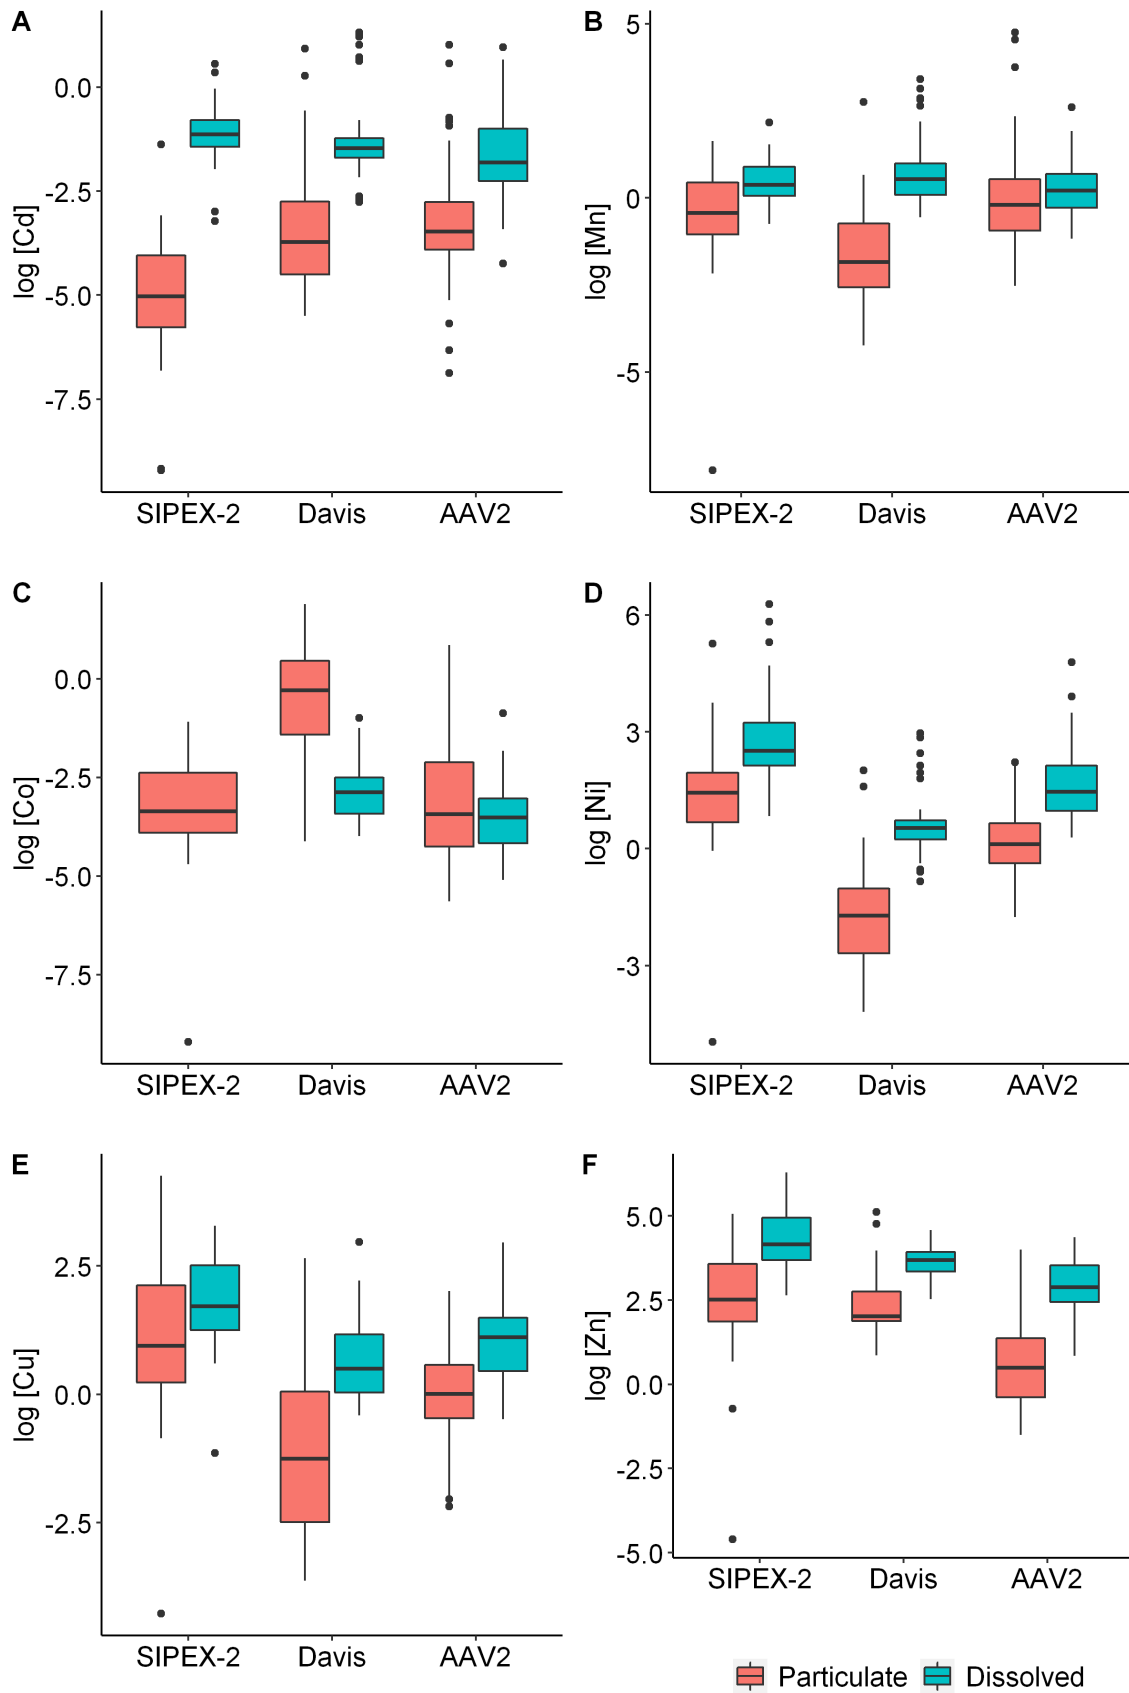 A
log [Cd]
0.0
-2.5
-5.0
-7.5
SIPEX-2 Davis AAV2
B
log [Mn]
5
0
-5
SIPEX-2 Davis AAV2
C
log [Co]
0.0
-2.5
-5.0
-7.5
SIPEX-2 Davis AAV2
D
log [Ni]
6
3
0
-3
SIPEX-2 Davis AAV2
E
log [Cu]
2.5
0.0
-2.5
SIPEX-2 Davis AAV2
F
log [Zn]
5.0
2.5
0.0
-2.5
-5.0
SIPEX-2 Davis AAV2
Particulate Dissolved